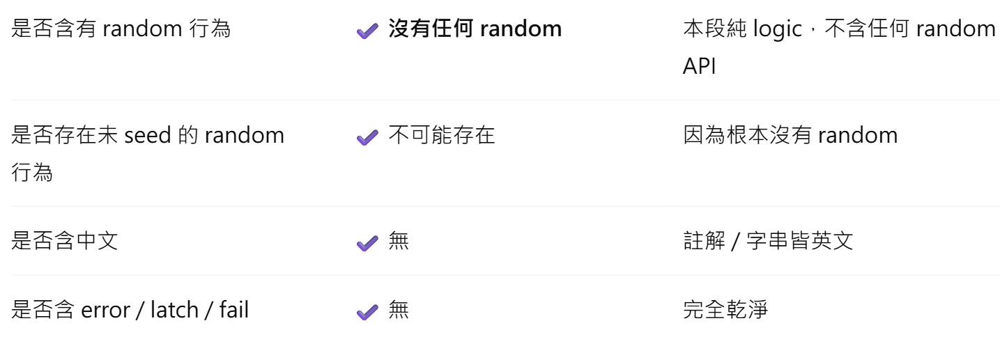 是否含有 random 行為 ✔ 沒有任何 random 本段純 logic，不含任何 random
API
是否存在未 seed 的 random ✔ 不可能存在 因為根本沒有 random
行為
是否含中文 ✔ 無 註解 / 字串皆英文
是否含 error / latch / fail ✔ 無 完全乾淨